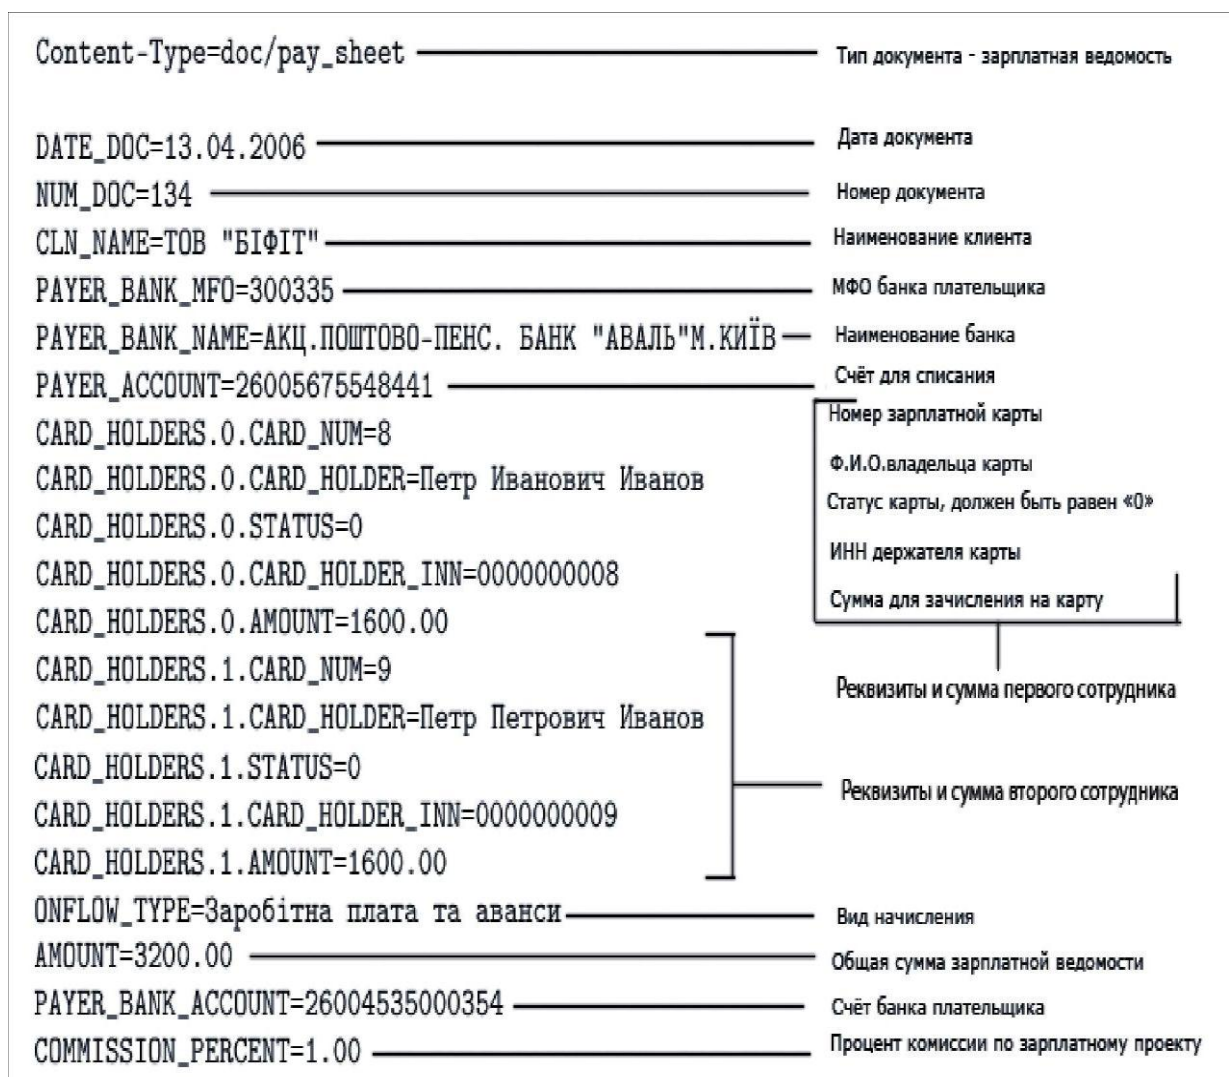 Content-Type=doc/pay_sheet
Тип документа - зарплатная ведомость
DATE_DOC=13.04.2006
Дата документа
NUM_DOC=134
Номер документа
CLN_NAME=ТОВ "БІФІТ"
Наименование клиента
PAYER_BANK_MFO=300335
МФО банка плательщика
PAYER_BANK_NAME=АКЦ.ПОШТОВО-ПЕНС. БАНК "АВАЛЬ"М.КИЇВ
Наименование банка
PAYER_ACCOUNT=26005675548441
Счёт для списания
CARD_HOLDERS.0.CARD_NUM=8
Номер зарплатной карты
CARD_HOLDERS.0.CARD_HOLDER=Петр Иванович Иванов
Ф.И.О.владельца карты
CARD_HOLDERS.0.STATUS=0
Статус карты, должен быть равен «0»
CARD_HOLDERS.0.CARD_HOLDER_INN=0000000008
ИНН держателя карты
CARD_HOLDERS.0.AMOUNT=1600.00
Сумма для зачисления на карту
Реквизиты и сумма первого сотрудника
CARD_HOLDERS.1.CARD_NUM=9
CARD_HOLDERS.1.CARD_HOLDER=Петр Петрович Иванов
CARD_HOLDERS.1.STATUS=0
CARD_HOLDERS.1.CARD_HOLDER_INN=0000000009
CARD_HOLDERS.1.AMOUNT=1600.00
Реквизиты и сумма второго сотрудника
ONFLOW_TYPE=Заробітна плата та аванси
Вид начисления
AMOUNT=3200.00
Общая сумма зарплатной ведомости
PAYER_BANK_ACCOUNT=26004535000354
Счёт банка плательщика
COMMISSION_PERCENT=1.00
Процент комиссии по зарплатному проекту